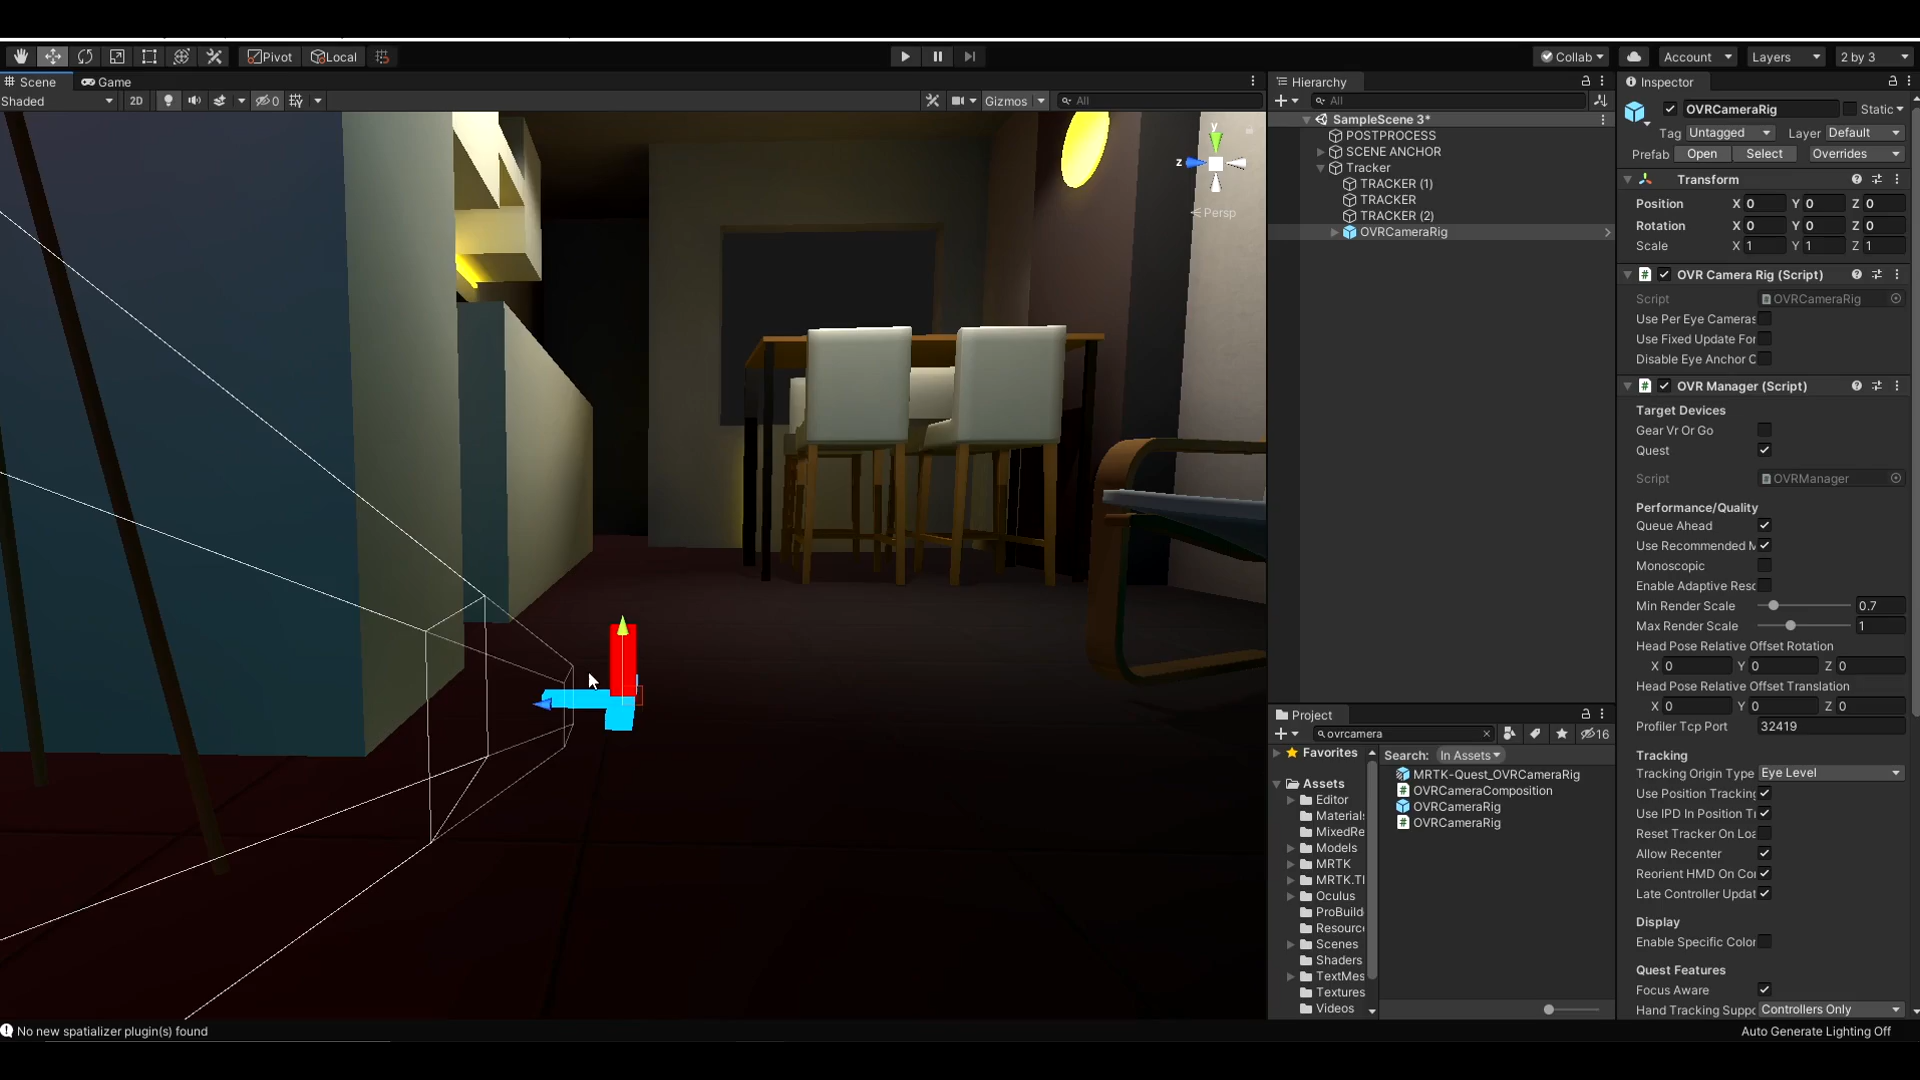 Pivot Local Collab Account Layers 2 by 3
Scene Game
Shaded 2D 0 Gizmos All
y
z
Persp
Hierarchy
All
SampleScene 3*
POSTPROCESS
SCENE ANCHOR
Tracker
TRACKER (1)
TRACKER
TRACKER (2)
OVRCameraRig
Project
ovrcamera 16
Favorites
Assets
Editor
Material
MixedRe
Models
MRTK
MRTK.Tl
Oculus
ProBuild
Resourc
Scenes
Shaders
TextMes
Textures
Videos
Search: In Assets
MRTK-Quest_OVRCameraRig
OVRCameraComposition
OVRCameraRig
OVRCameraRig
Inspector
OVRCameraRig Static
Tag Untagged Layer Default
Prefab Open Select Overrides
Transform
Position X 0 Y 0 Z 0
Rotation X 0 Y 0 Z 0
Scale X 1 Y 1 Z 1
OVR Camera Rig (Script)
Script OVRCameraRig
Use Per Eye Cameras
Use Fixed Update For
Disable Eye Anchor C
OVR Manager (Script)
Target Devices
Gear Vr Or Go
Quest
Script OVRManager
Performance/Quality
Queue Ahead
Use Recommended M
Monoscopic
Enable Adaptive Reso
Min Render Scale 0.7
Max Render Scale 1
Head Pose Relative Offset Rotation
X 0 Y 0 Z 0
Head Pose Relative Offset Translation
X 0 Y 0 Z 0
Profiler Tcp Port 32419
Tracking
Tracking Origin Type Eye Level
Use Position Tracking
Use IPD In Position Tr
Reset Tracker On Loa
Allow Recenter
Reorient HMD On Con
Late Controller Updat
Display
Enable Specific Color
Quest Features
Focus Aware
Hand Tracking Suppo Controllers Only
No new spatializer plugin(s) found
Auto Generate Lighting Off